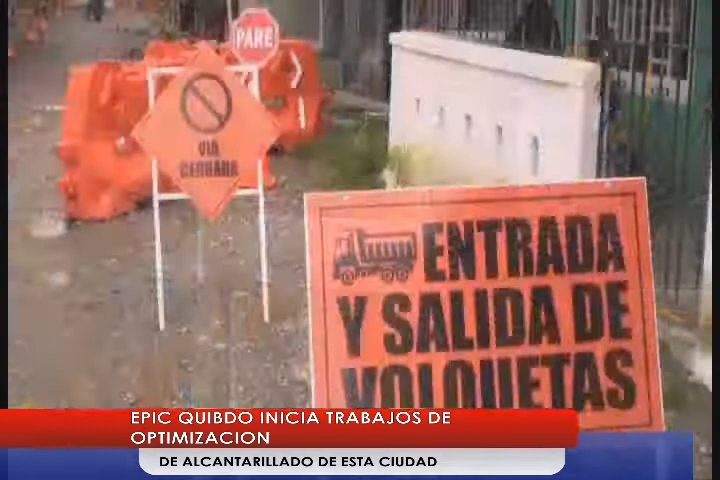 PARE
VIA
CERRADA
ENTRADA
Y SALIDA DE
VOLQUETAS
EPIC QUIBDO INICIA TRABAJOS DE
OPTIMIZACION
DE ALCANTARILLADO DE ESTA CIUDAD